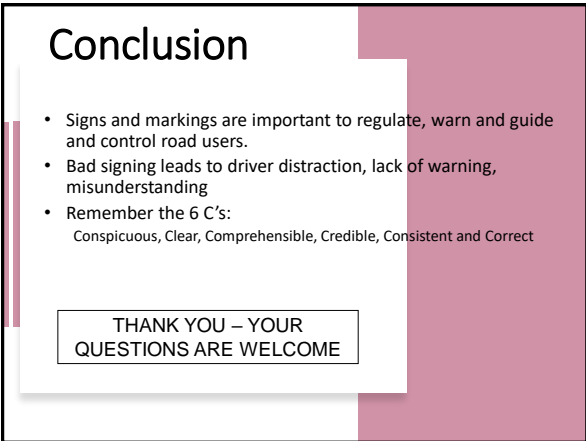 Conclusion
• Signs and markings are important to regulate, warn and guide
and control road users.
• Bad signing leads to driver distraction, lack of warning,
misunderstanding
• Remember the 6 C's:
Conspicuous, Clear, Comprehensible, Credible, Consistent and Correct
THANK YOU – YOUR
QUESTIONS ARE WELCOME